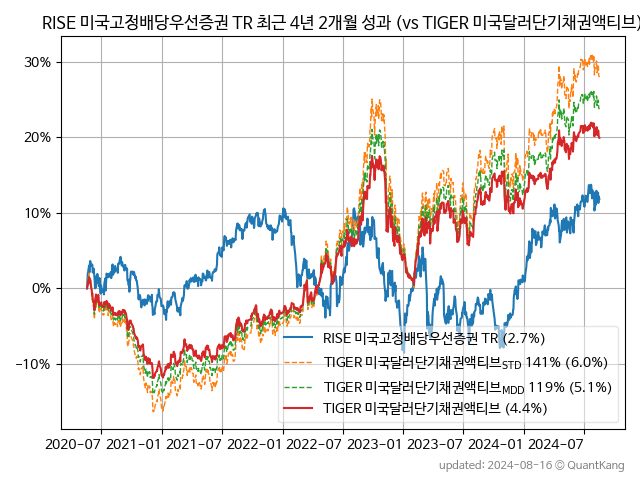 RISE 미국고정배당우선증권 TR 최근 4년 2개월 성과 (vs TIGER 미국달러단기채권액티브)
30%
20%
10%
0%
−10%
RISE 미국고정배당우선증권 TR (2.7%)
TIGER 미국달러단기채권액티브STD 141% (6.0%)
TIGER 미국달러단기채권액티브MDD 119% (5.1%)
TIGER 미국달러단기채권액티브 (4.4%)
2020-07 2021-01 2021-07 2022-01 2022-07 2023-01 2023-07 2024-01 2024-07
updated: 2024-08-16 © QuantKang